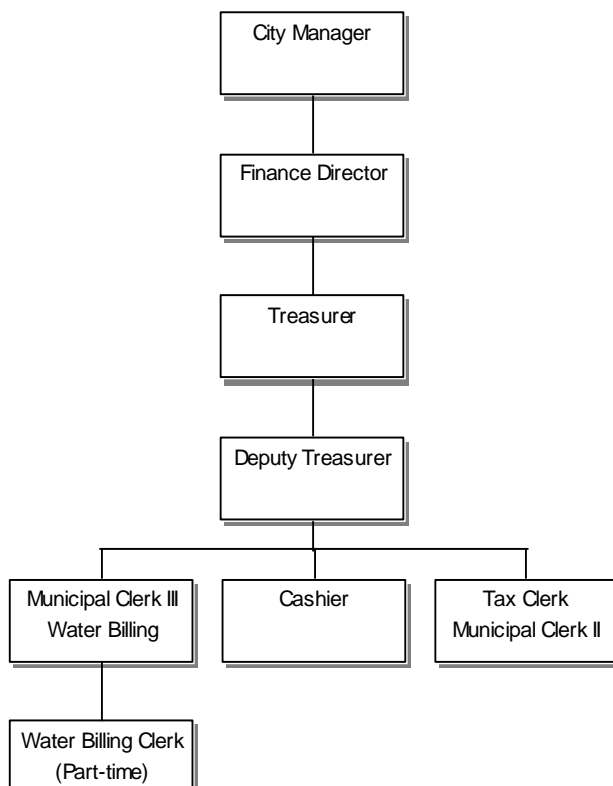 City Manager
Finance Director
Treasurer
Deputy Treasurer
Municipal Clerk III
Water Billing
Cashier
Tax Clerk
Municipal Clerk II
Water Billing Clerk
(Part-time)